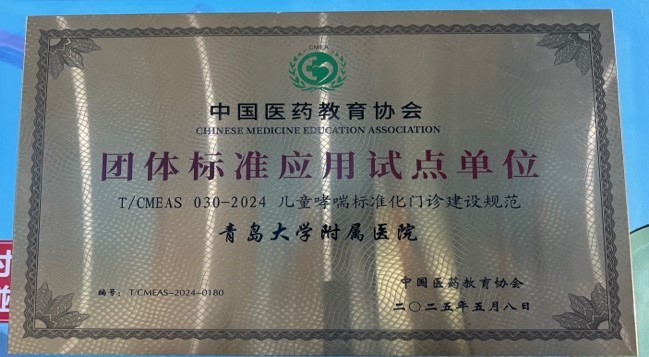 CMEA
中国医药教育协会
CHINESE MEDICINE EDUCATION ASSOCIATION
团体标准应用试点单位
T/CMEAS 030-2024 儿童哮喘标准化门诊建设规范
青岛大学附属医院
编号：T/CMEAS-2024-0180
中国医药教育协会
二〇二五年五月八日